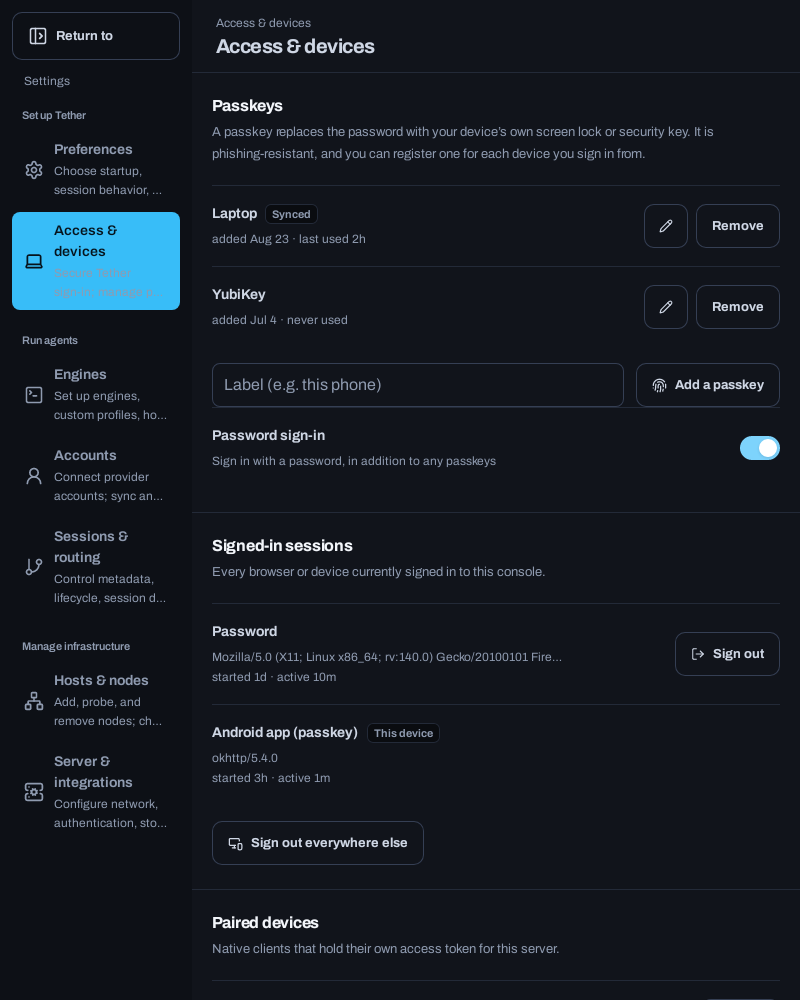 Return to
Settings
Set up Tether
Preferences
Choose startup,
session behavior, ...
Access &
devices
Run agents
Engines
Set up engines,
custom profiles, ho...
Accounts
Connect provider
accounts; sync an...
Sessions &
routing
Control metadata,
lifecycle, session d...
Manage infrastructure
Hosts & nodes
Add, probe, and
remove nodes; ch...
Server &
integrations
Configure network,
authentication, sto...
Access & devices
Access & devices
Passkeys
A passkey replaces the password with your device's own screen lock or security key. It is
phishing-resistant, and you can register one for each device you sign in from.
Laptop Synced
added Aug 23 · last used 2h
Remove
YubiKey
added Jul 4 · never used
Remove
Label (e.g. this phone)
Add a passkey
Password sign-in
Sign in with a password, in addition to any passkeys
Signed-in sessions
Every browser or device currently signed in to this console.
Password
Mozilla/5.0 (X11; Linux x86_64; rv:140.0) Gecko/20100101 Fire...
started 1d · active 10m
Sign out
Android app (passkey) This device
okhttp/5.4.0
started 3h · active 1m
Sign out everywhere else
Paired devices
Native clients that hold their own access token for this server.